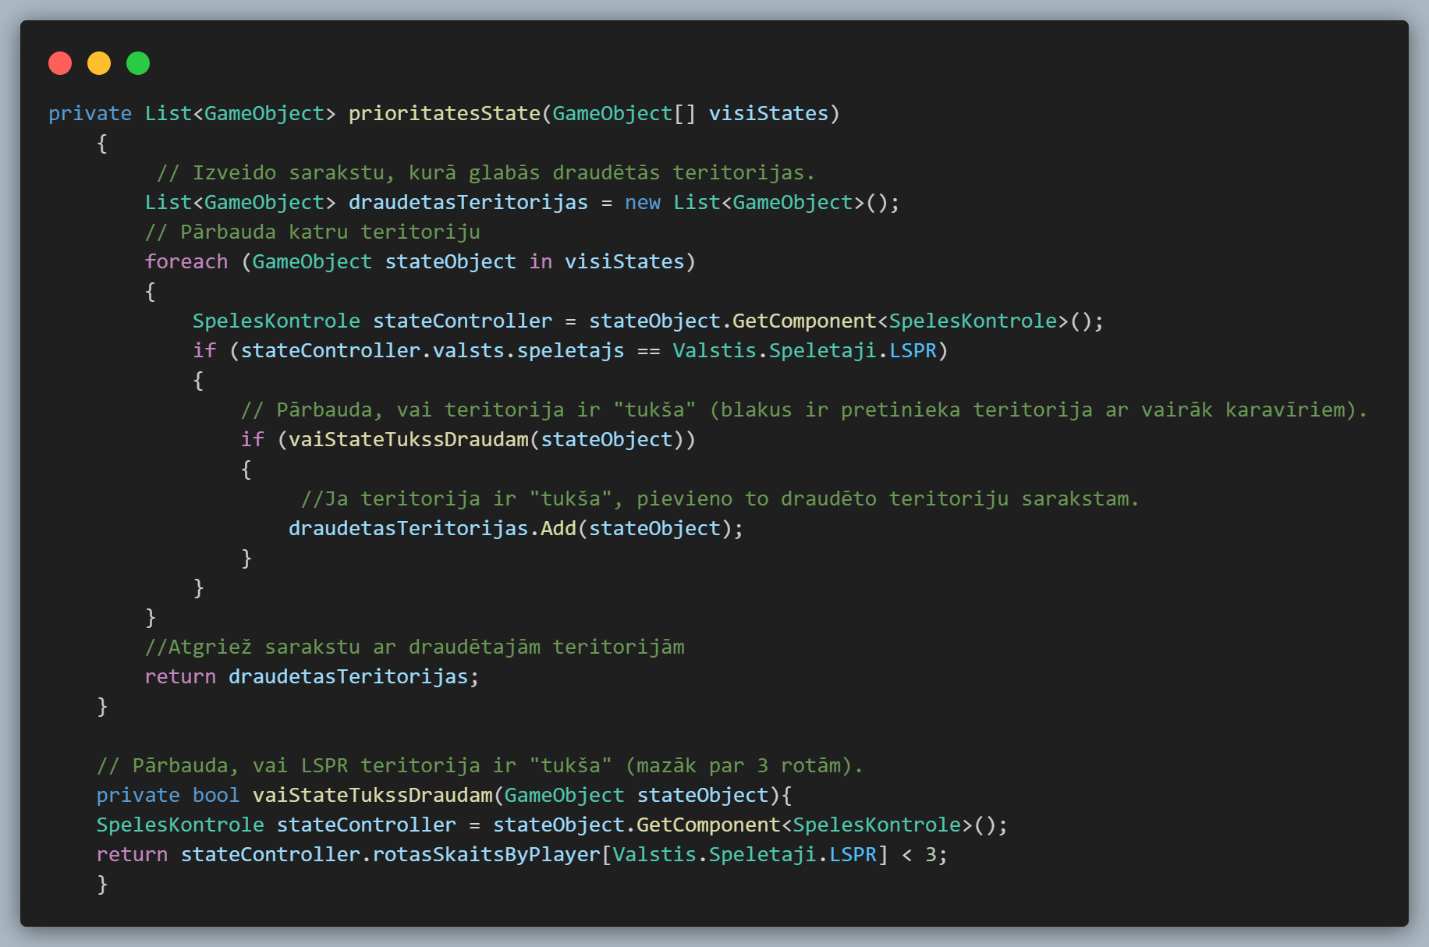 private List<GameObject> prioritatesState(GameObject[] visiStates)
    {
         // Izveido sarakstu, kurā glabās draudētās teritorijas.
        List<GameObject> draudetasTeritorijas = new List<GameObject>();
        // Pārbauda katru teritoriju
        foreach (GameObject stateObject in visiStates)
        {
            SpelesKontrole stateController = stateObject.GetComponent<SpelesKontrole>();
            if (stateController.valsts.speletajs == Valstis.Speletaji.LSPR)
            {
                // Pārbauda, vai teritorija ir "tukša" (blakus ir pretinieka teritorija ar vairāk karavīriem).
                if (vaiStateTukssDraudam(stateObject))
                {
                     //Ja teritorija ir "tukša", pievieno to draudēto teritoriju sarakstam.
                    draudetasTeritorijas.Add(stateObject);
                }
            }
        }
        //Atgriež sarakstu ar draudētajām teritorijām
        return draudetasTeritorijas;
    }

    // Pārbauda, vai LSPR teritorija ir "tukša" (mazāk par 3 rotām).
    private bool vaiStateTukssDraudam(GameObject stateObject){
    SpelesKontrole stateController = stateObject.GetComponent<SpelesKontrole>();
    return stateController.rotasSkaitsByPlayer[Valstis.Speletaji.LSPR] < 3;
    }